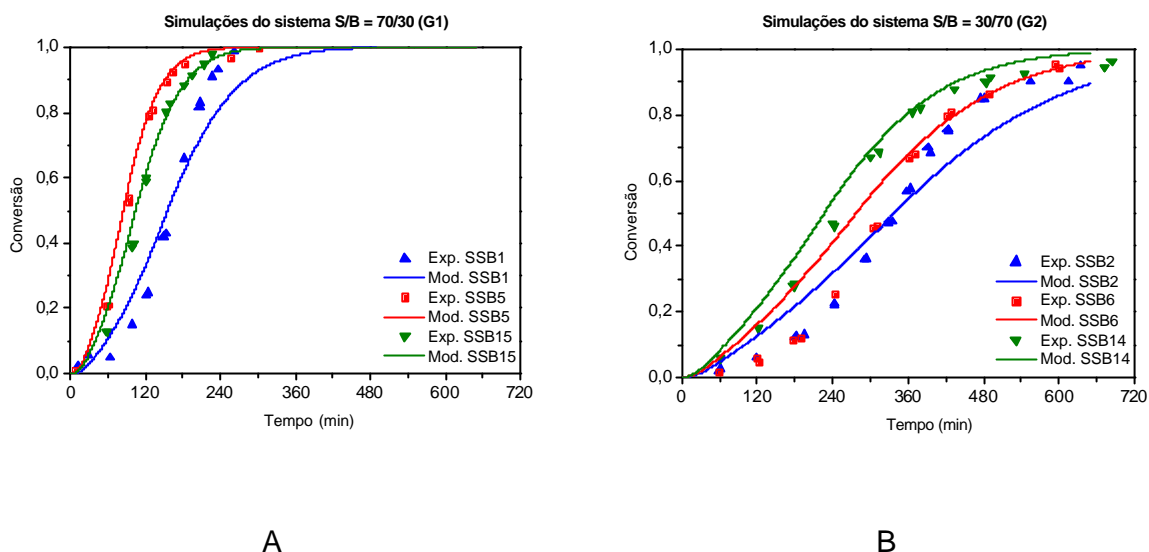 Simulações do sistema S/B = 70/30 (G1)
1,0
0,8
0,6
0,4
0,2
0,0
Conversão
0
120
240
360
480
600
720
Tempo (min)
Exp. SSB1
Mod. SSB1
Exp. SSB5
Mod. SSB5
Exp. SSB15
Mod. SSB15
A
Simulações do sistema S/B = 30/70 (G2)
1,0
0,8
0,6
0,4
0,2
0,0
Conversão
0
120
240
360
480
600
720
Tempo (min)
Exp. SSB2
Mod. SSB2
Exp. SSB6
Mod. SSB6
Exp. SSB14
Mod. SSB14
B